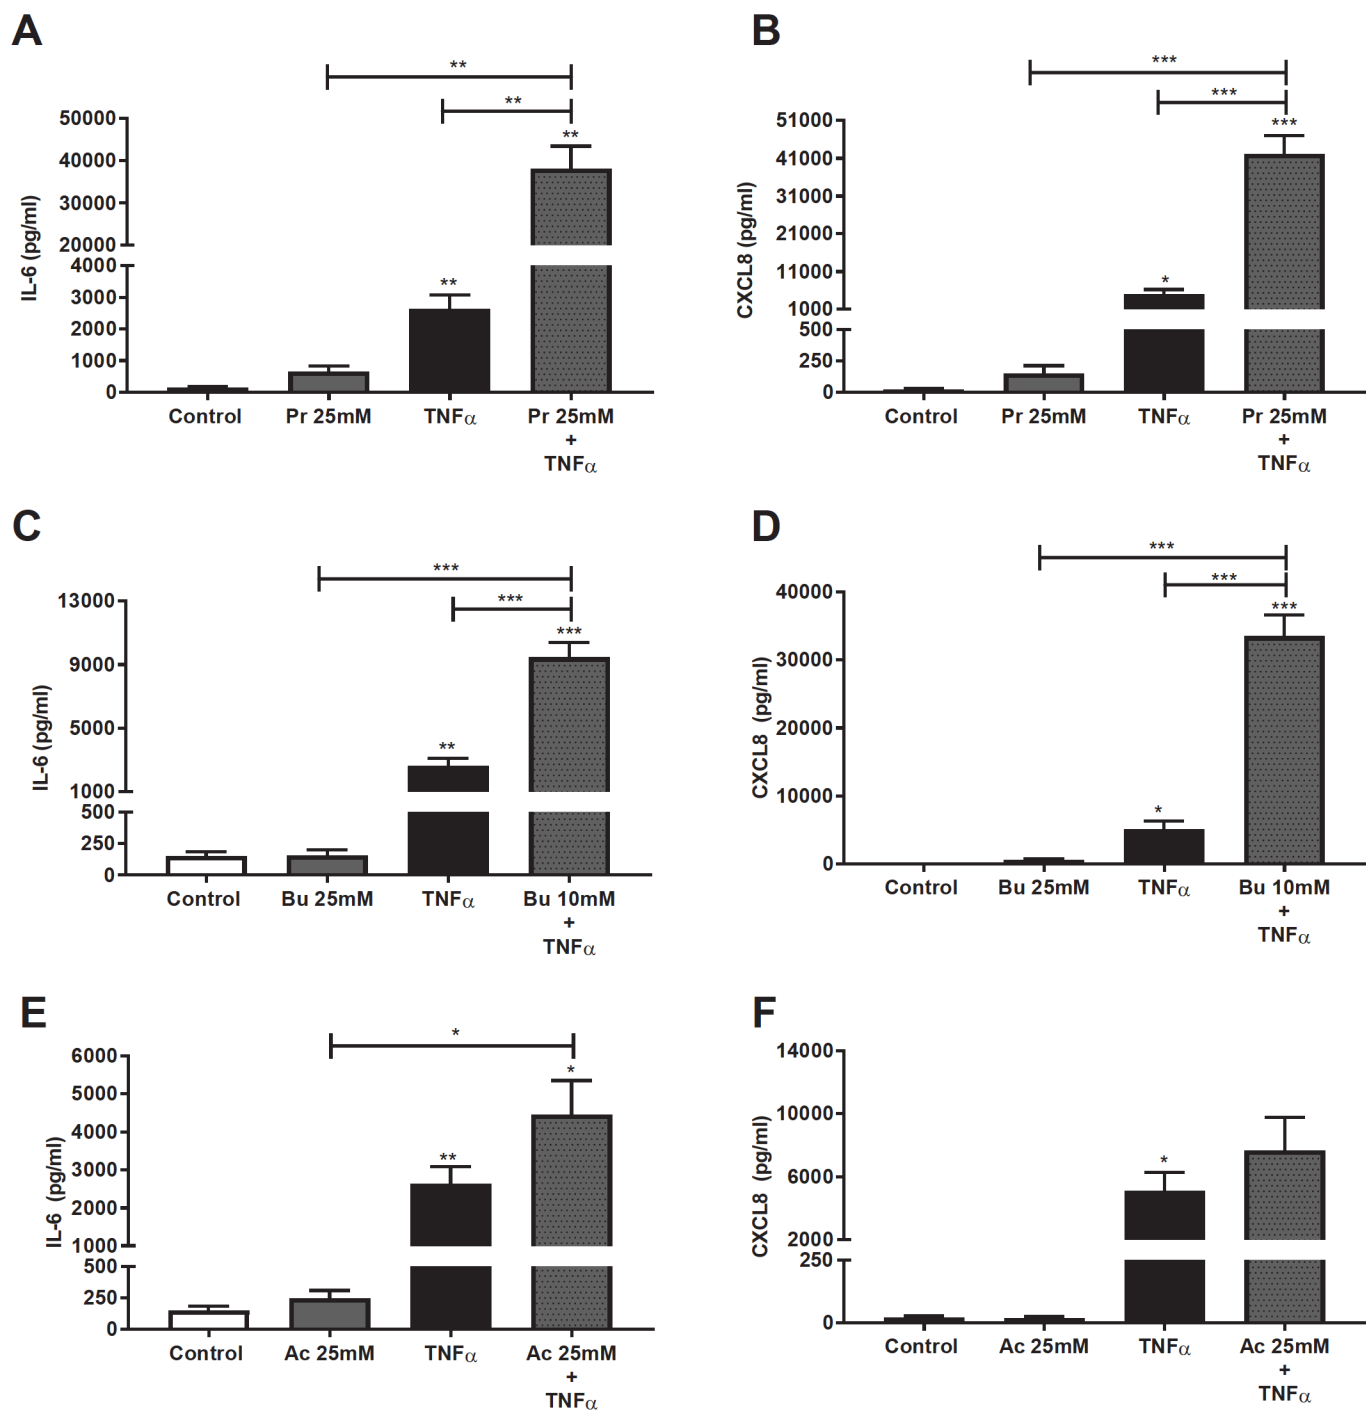 A
**
**
**
**
50000
40000
30000
20000
4000
3000
2000
1000
0
IL-6 (pg/ml)
Control
Pr 25mM
TNFα
Pr 25mM
+
TNFα
B
***
***
***
*
51000
41000
31000
21000
11000
1000
500
250
0
CXCL8 (pg/ml)
Control
Pr 25mM
TNFα
Pr 25mM
+
TNFα
C
***
***
***
**
13000
9000
5000
1000
500
250
0
IL-6 (pg/ml)
Control
Bu 25mM
TNFα
Bu 10mM
+
TNFα
D
***
***
***
*
40000
30000
20000
10000
0
CXCL8 (pg/ml)
Control
Bu 25mM
TNFα
Bu 10mM
+
TNFα
E
*
*
**
6000
5000
4000
3000
2000
1000
500
250
0
IL-6 (pg/ml)
Control
Ac 25mM
TNFα
Ac 25mM
+
TNFα
F
*
14000
10000
6000
2000
250
0
CXCL8 (pg/ml)
Control
Ac 25mM
TNFα
Ac 25mM
+
TNFα